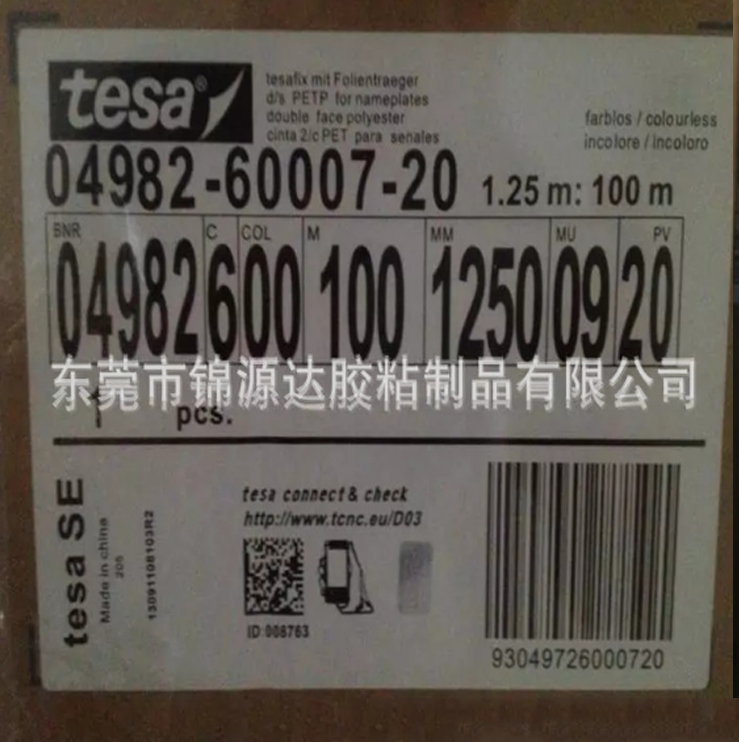 tesa®
tesafix mit Folientraeger
d/s PETP for nameplates
double face polyester
cinta 2/c PET para senales
farblos / colourless
incolore / incoloro
04982-60007-20 1.25 m: 100 m
BNR C COL M MM MU PV
04982 6 00 100 1250 09 20
东莞市锦源达胶粘制品有限公司
1 pcs.
tesa SE
Made in china
205
13091108103R2
tesa connect & check
http://www.tcnc.eu/D03
ID:008763
93049726000720